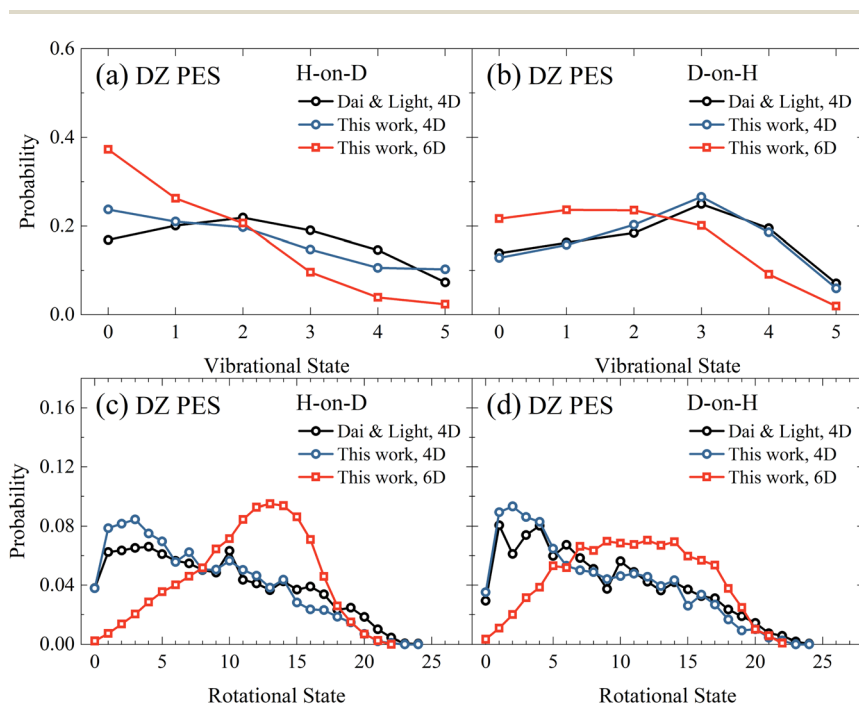 (a) DZ PES H-on-D
Dai & Light, 4D
This work, 4D
This work, 6D
(b) DZ PES D-on-H
Dai & Light, 4D
This work, 4D
This work, 6D
0.6
0.4
0.2
0.0
Probability
0 1 2 3 4 5
0 1 2 3 4 5
Vibrational State
Vibrational State
(c) DZ PES H-on-D
Dai & Light, 4D
This work, 4D
This work, 6D
(d) DZ PES D-on-H
Dai & Light, 4D
This work, 4D
This work, 6D
0.16
0.12
0.08
0.04
0.00
Probability
0 5 10 15 20 25
0 5 10 15 20 25
Rotational State
Rotational State